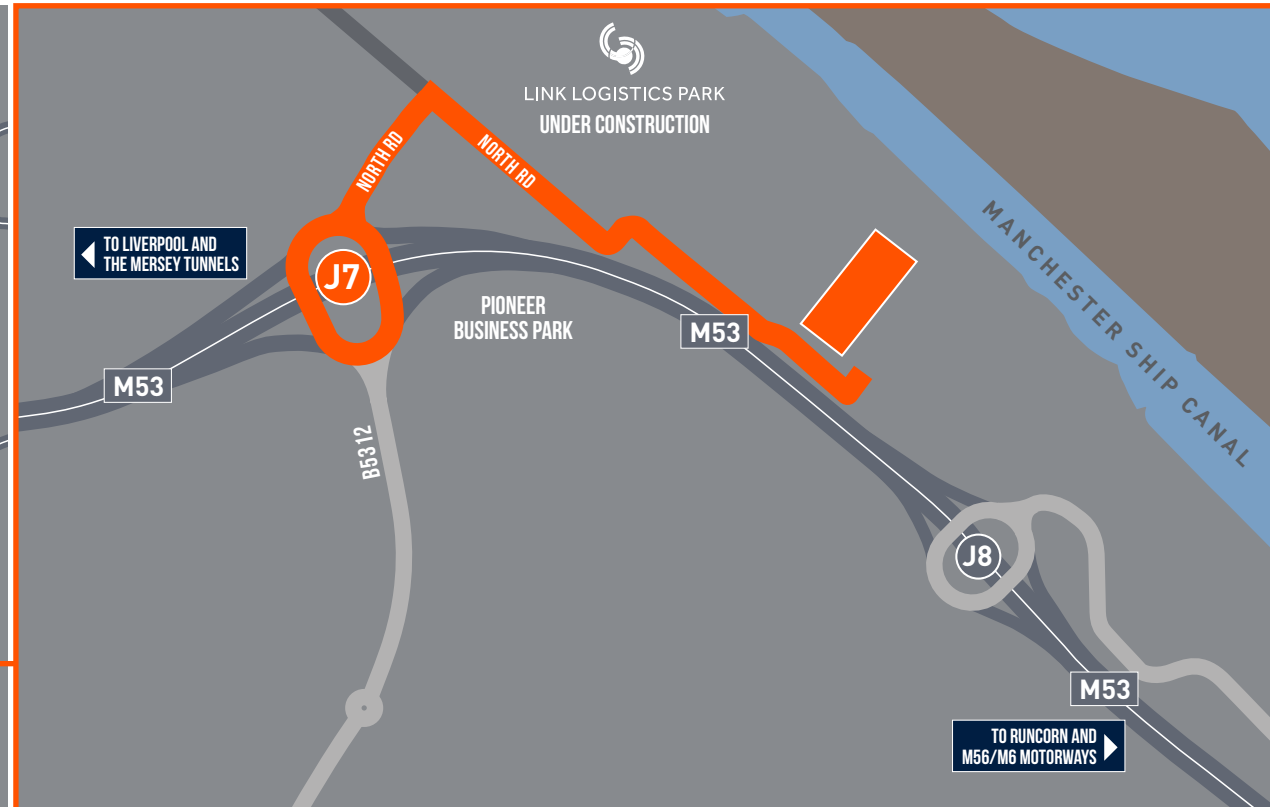 LINK LOGISTICS PARK
UNDER CONSTRUCTION
NORTH RD
NORTH RD
TO LIVERPOOL AND
THE MERSEY TUNNELS
J7
PIONEER
BUSINESS PARK
M53
M53
B5312
MANCHESTER SHIP CANAL
J8
M53
TO RUNCORN AND
M56/M6 MOTORWAYS